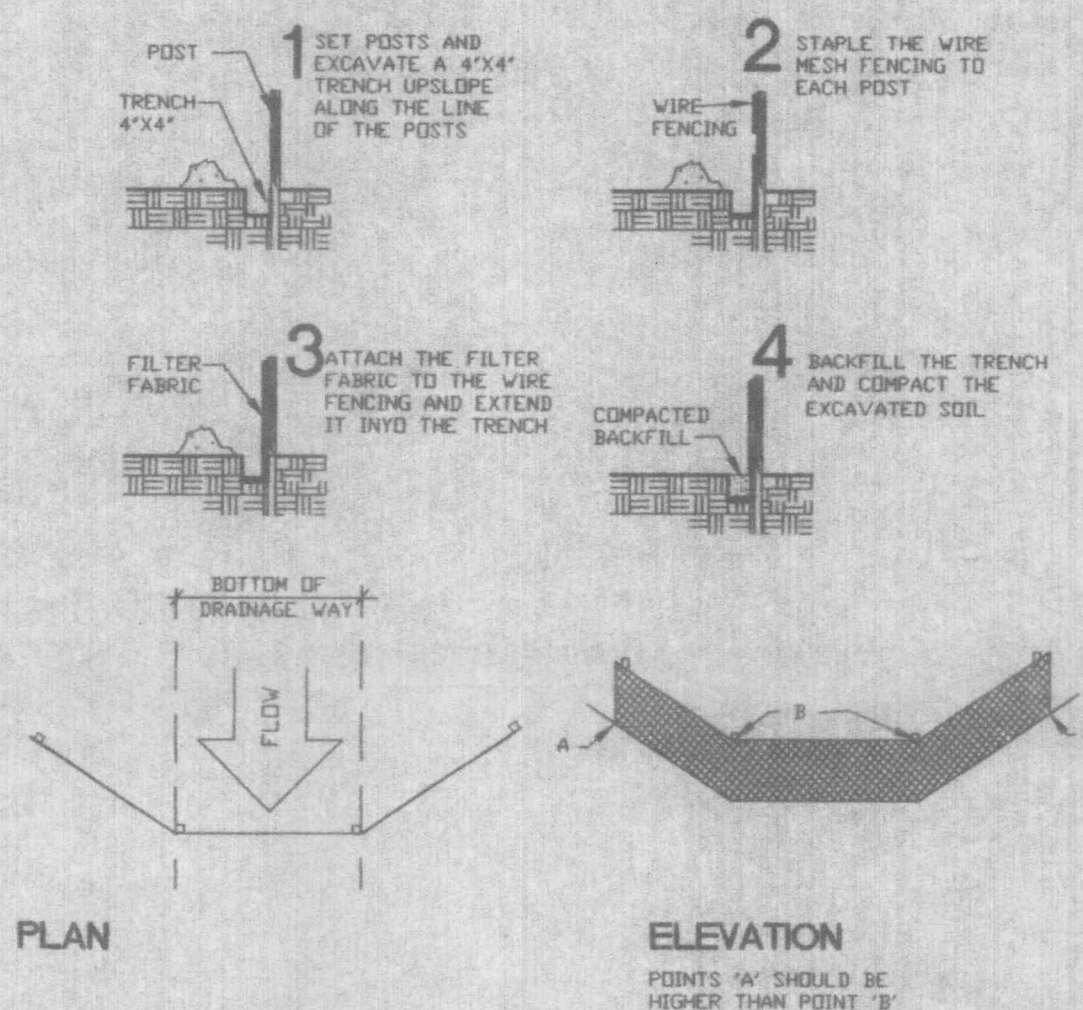 1
POST
SET POSTS AND
EXCAVATE A 4"X4"
TRENCH UPSLOPE
ALONG THE LINE
OF THE POSTS
TRENCH
4"X4"
2
STAPLE THE WIRE
MESH FENCING TO
EACH POST
WIRE
FENCING
3
FILTER
FABRIC
ATTACH THE FILTER
FABRIC TO THE WIRE
FENCING AND EXTEND
IT INYO THE TRENCH
4
BACKFILL THE TRENCH
AND COMPACT THE
EXCAVATED SOIL
COMPACTED
BACKFILL
BOTTOM OF
DRAINAGE WAY
FLOW
PLAN
A
B
ELEVATION
POINTS 'A' SHOULD BE
HIGHER THAN POINT 'B'